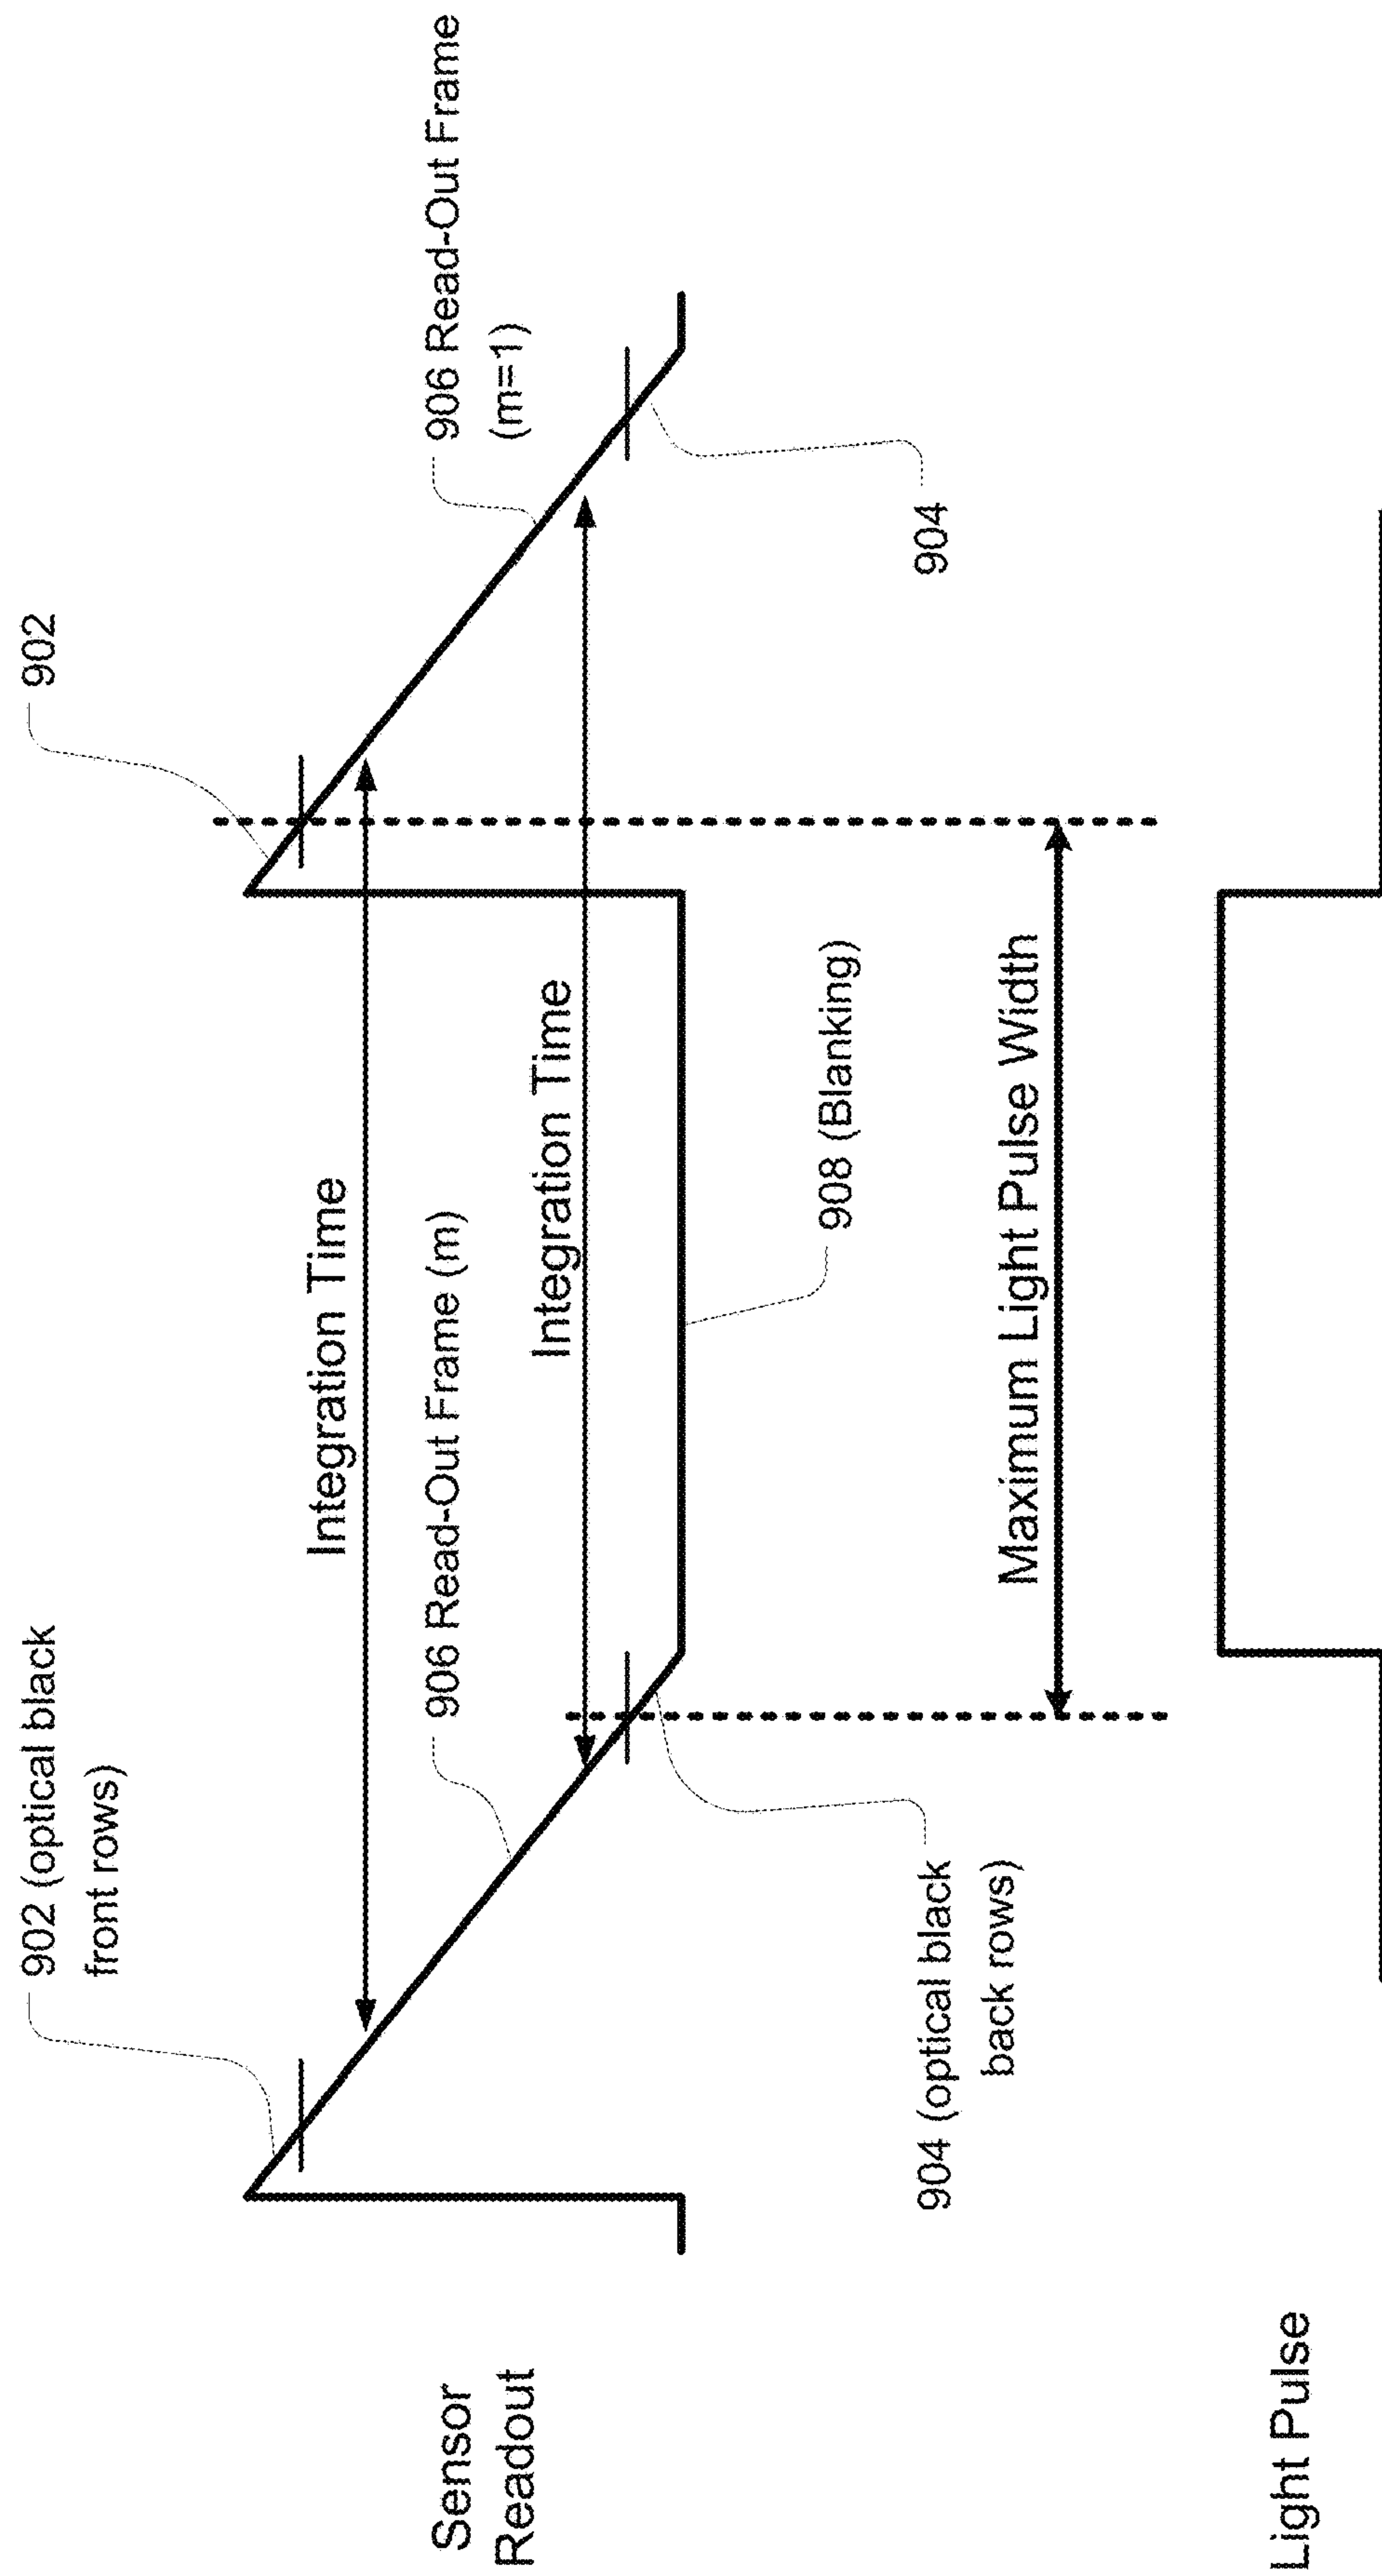 902 (optical black
front rows)
902
Integration Time
906 Read-Out Frame (m)
906 Read-Out Frame
(m=1)
Sensor
Readout
Integration Time
908 (Blanking)
904 (optical black
back rows)
904
Maximum Light Pulse Width
Light Pulse